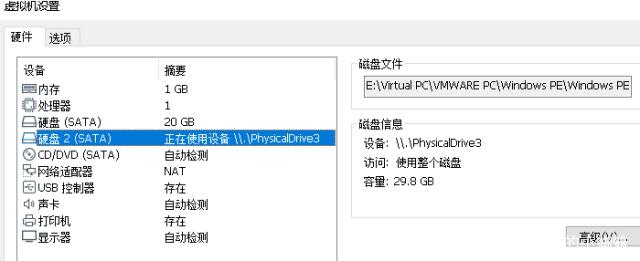 虚拟机设置
硬件 选项
设备 摘要
内存 1 GB
处理器 1
硬盘 (SATA) 20 GB
硬盘 2 (SATA) 正在使用设备 \\.\PhysicalDrive3
CD/DVD (SATA) 自动检测
网络适配器 NAT
USB 控制器 存在
声卡 自动检测
打印机 存在
显示器 自动检测
磁盘文件
E:\Virtual PC\VMWARE PC\Windows PE\Windows PE
磁盘信息
设备: \\.\PhysicalDrive3
访问: 使用整个磁盘
容量: 29.8 GB
高级(V)